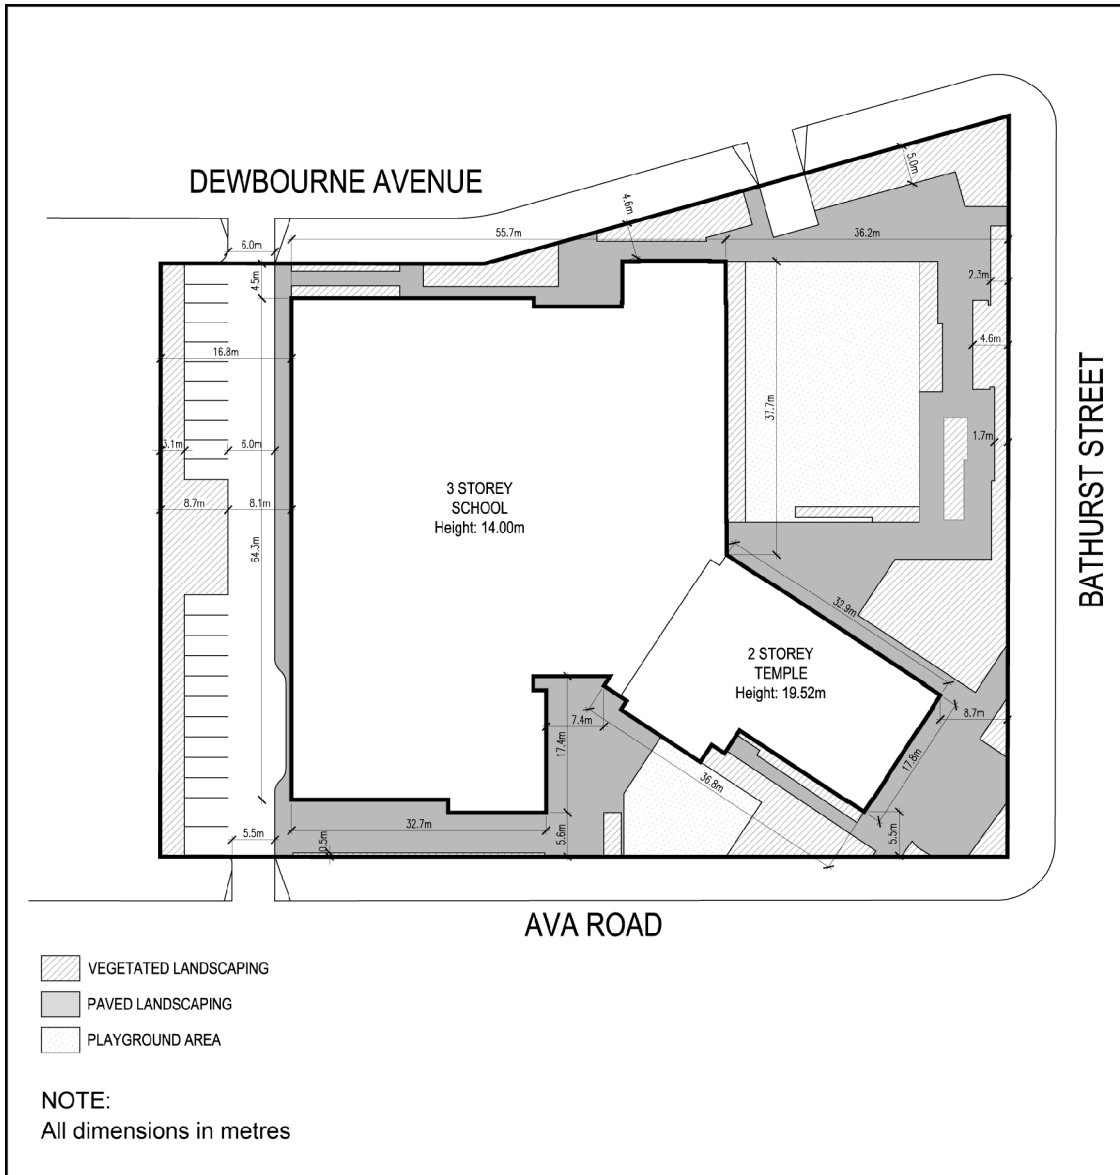 5.0m
DEWBOURNE AVENUE
4.6m
55.7m
36.2m
6.0m
4.5m
2.3m
16.8m
4.6m
37.7m
BATHURST STREET
3.1m
6.0m
1.7m
8.7m
8.1m
3 STOREY
SCHOOL
Height: 14.00m
64.3m
32.9m
2 STOREY
TEMPLE
Height: 19.52m
7.4m
8.7m
17.4m
17.8m
36.8m
32.7m
5.5m
0.5m
5.6m
5.5m
AVA ROAD
VEGETATED LANDSCAPING
PAVED LANDSCAPING
PLAYGROUND AREA
NOTE:
All dimensions in metres